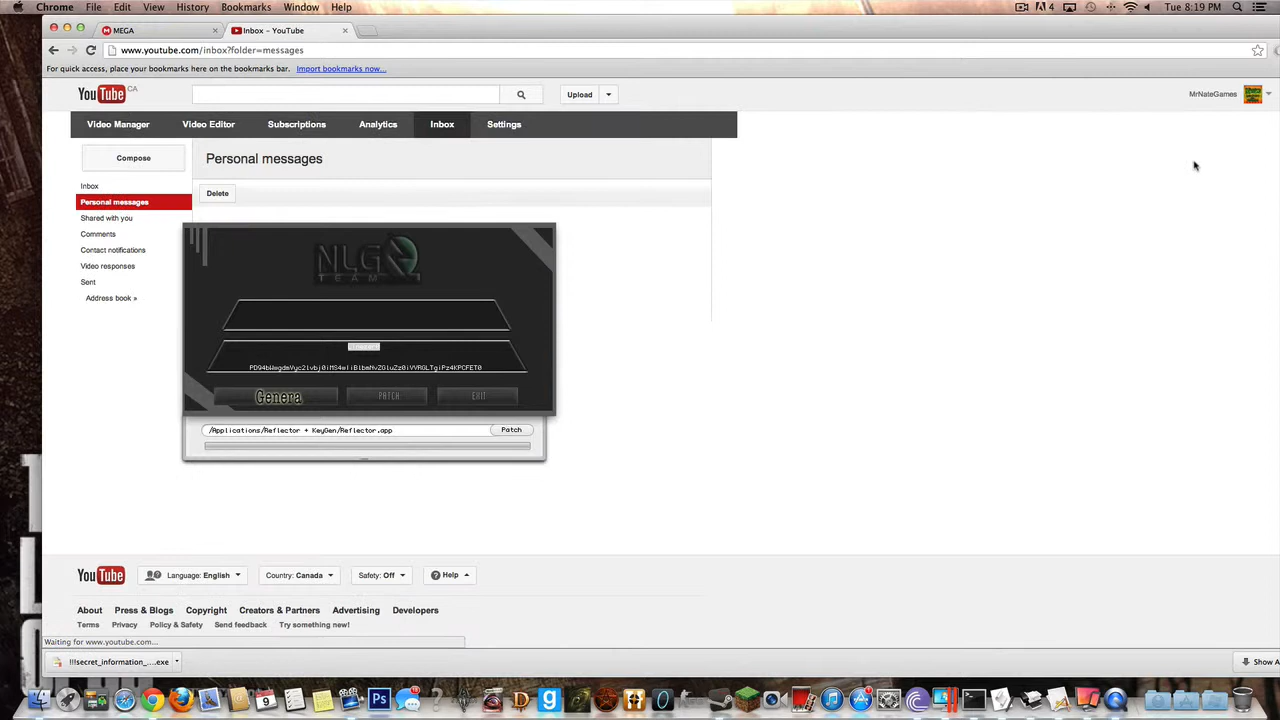 Chrome File Edit View History Bookmarks Window Help
4 Tue 8:19 PM
MEGA
Inbox - YouTube
www.youtube.com/inbox?folder=messages
For quick access, place your bookmarks here on the bookmarks bar. Import bookmarks now...
YouTube CA
Upload
MrNateGames
Video Manager Video Editor Subscriptions Analytics Inbox Settings
Compose
Personal messages
Inbox
Delete
Personal messages
Shared with you
Comments
Contact notifications
Video responses
Sent
Address book »
NLG
TEAM
Genera
PATCH
EXIT
/Applications/Reflector + KeyGen/Reflector.app
Patch
YouTube
Language: English
Country: Canada
Safety: Off
Help
About Press & Blogs Copyright Creators & Partners Advertising Developers
Terms Privacy Policy & Safety Send feedback Try something new!
Waiting for www.youtube.com...
!!!secret_information_....exe
Show A